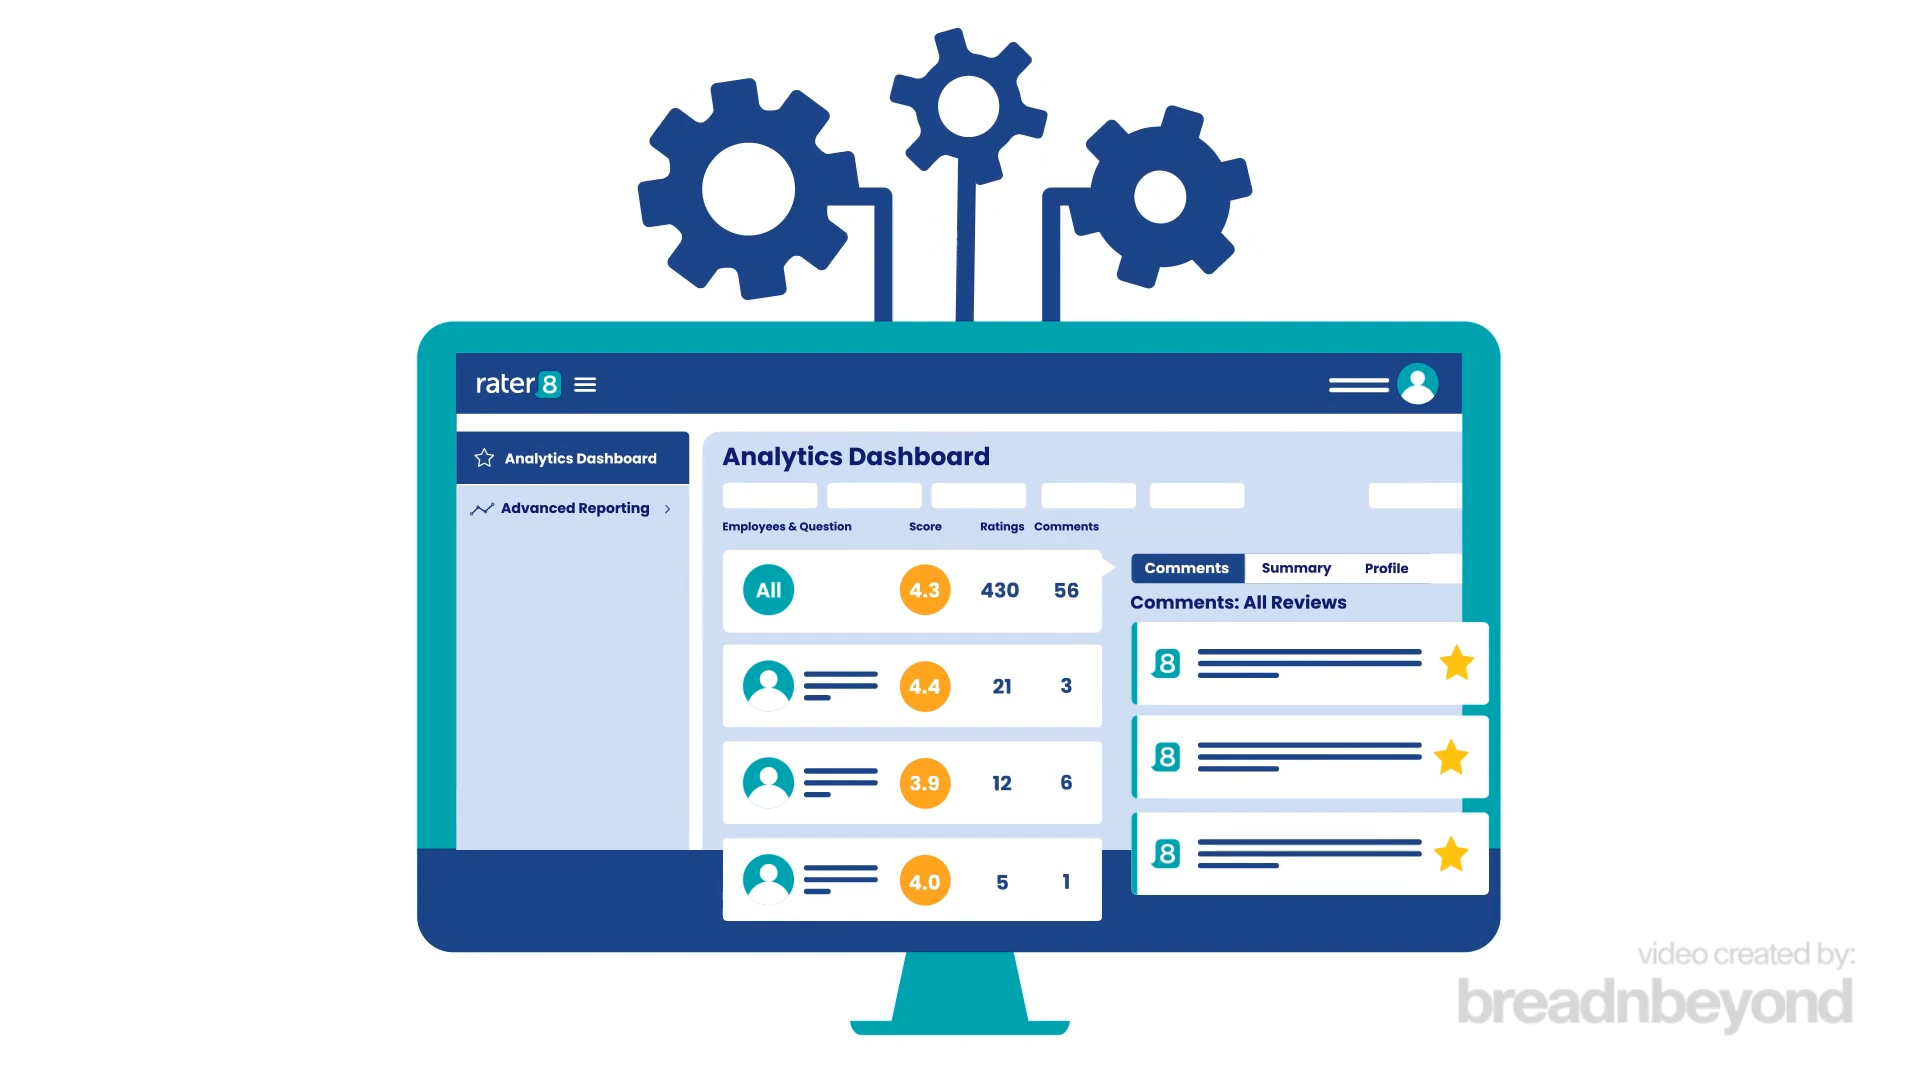 rater8
Analytics Dashboard
Advanced Reporting
Analytics Dashboard
Employees & Question Score Ratings Comments
All 4.3 430 56
4.4 21 3
3.9 12 6
4.0 5 1
Comments Summary Profile
Comments: All Reviews
8
8
8
video created by:
breadnbeyond